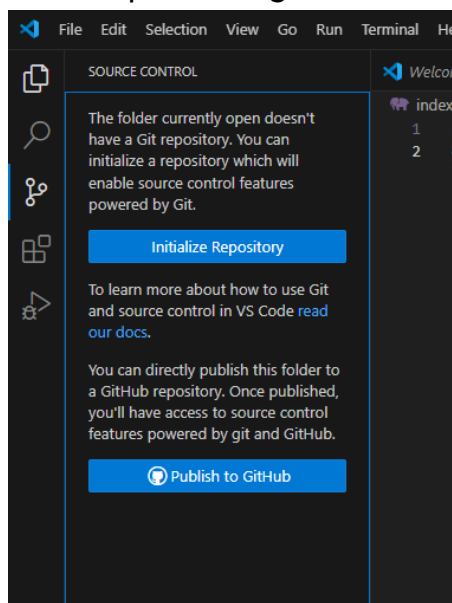 File Edit Selection View Go Run Terminal
SOURCE CONTROL
The folder currently open doesn't
have a Git repository. You can
initialize a repository which will
enable source control features
powered by Git.
Initialize Repository
To learn more about how to use Git
and source control in VS Code read
our docs.
You can directly publish this folder to
a GitHub repository. Once published,
you'll have access to source control
features powered by git and GitHub.
Publish to GitHub
1
2